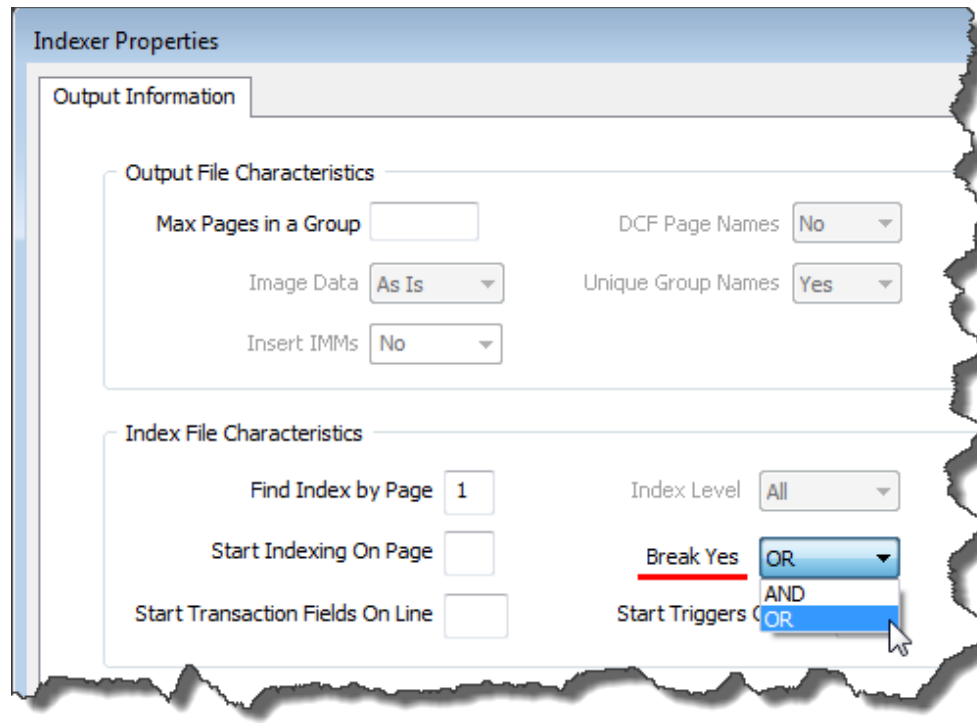 Indexer Properties
Output Information
Output File Characteristics
Max Pages in a Group
DCF Page Names No
Image Data As Is
Unique Group Names Yes
Insert IMMs No
Index File Characteristics
Find Index by Page 1
Index Level All
Start Indexing On Page
Break Yes OR
AND
Start Transaction Fields On Line
Start Triggers
OR